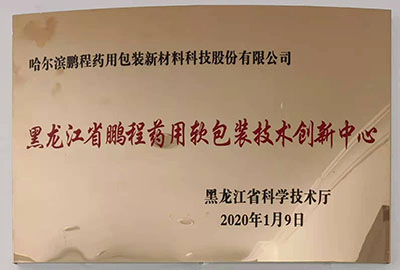 哈尔滨鹏程药用包装新材料科技股份有限公司
黑龙江省鹏程药用软包装技术创新中心
黑龙江省科学技术厅
2020年1月9日